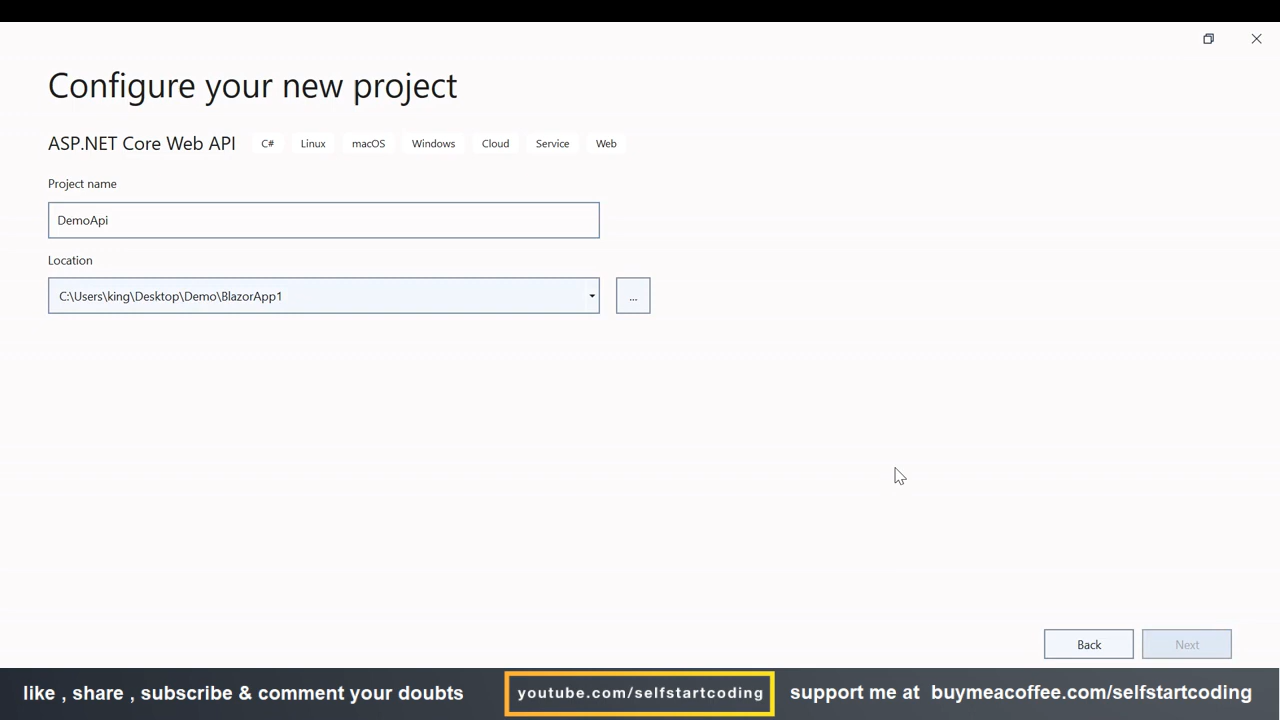 Configure your new project
ASP.NET Core Web API C# Linux macOS Windows Cloud Service Web
Project name
DemoApi
Location
C:\Users\king\Desktop\Demo\BlazorApp1
...
Back Next
like , share , subscribe & comment your doubts youtube.com/selfstartcoding support me at buymeacoffee.com/selfstartcoding